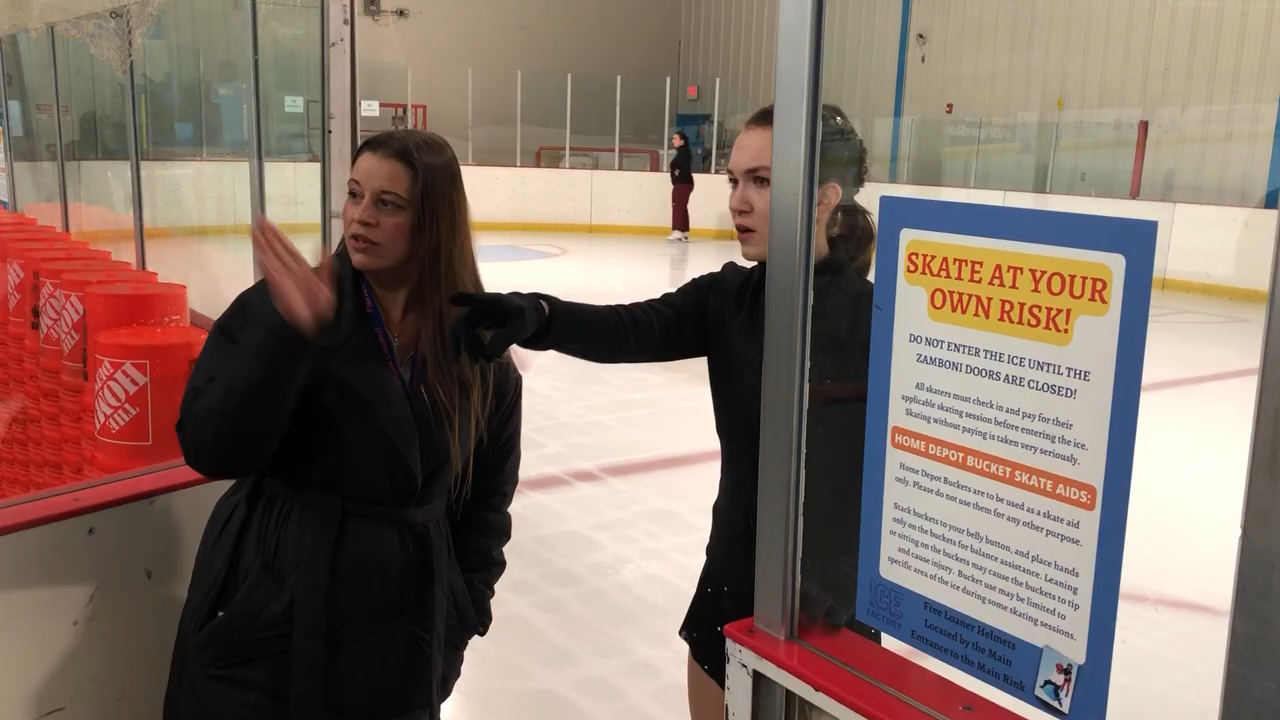 THE
HOME
DEPOT
SKATE AT YOUR
OWN RISK!
DO NOT ENTER THE ICE UNTIL THE
ZAMBONI DOORS ARE CLOSED!
All skaters must check in and pay for their
applicable skating session before entering the ice.
Skating without paying is taken very seriously.
HOME DEPOT BUCKET SKATE AIDS:
Home Depot Buckets are to be used as a skate aid
only. Please do not use them for any other purpose.
Stack buckets to your belly button, and place hands
only on the buckets for balance assistance. Leaning
or sitting on the buckets may cause the buckets to tip
and cause injury. Bucket use may be limited to
specific area of the ice during some skating sessions.
ICE
FACTORY
Free Loaner Helmets
Located by the Main
Entrance to the Main Rink